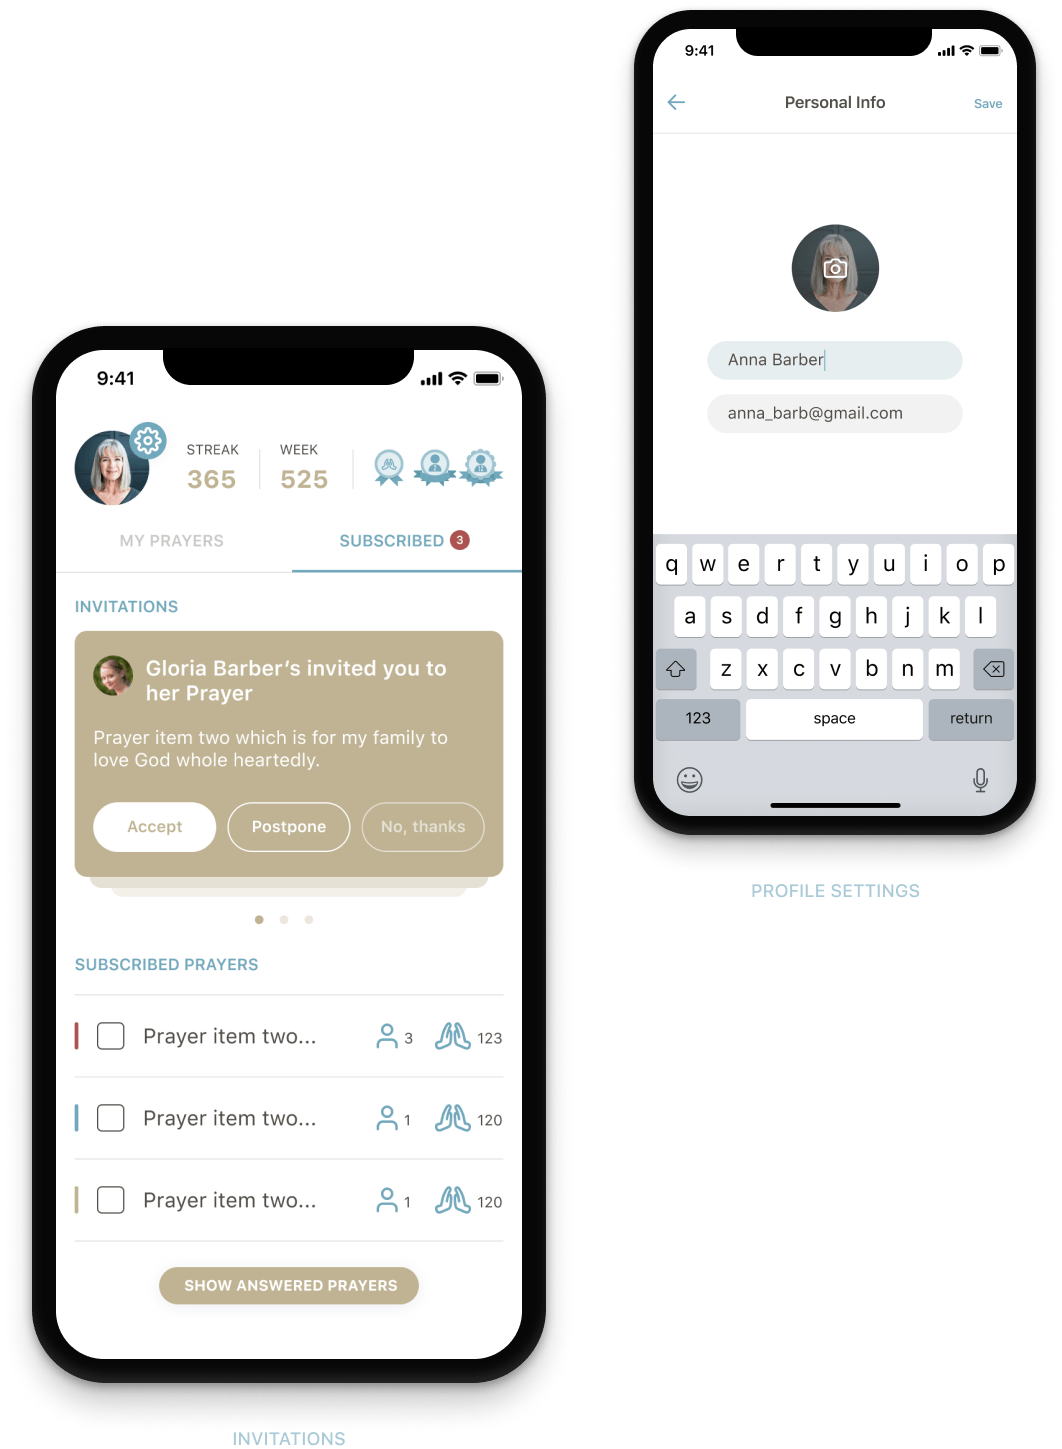 9:41
STREAK
365
WEEK
525
MY PRAYERS
SUBSCRIBED 3
INVITATIONS
Gloria Barber's invited you to
her Prayer
Prayer item two which is for my family to
love God whole heartedly.
Accept
Postpone
No, thanks
SUBSCRIBED PRAYERS
Prayer item two... 3 123
Prayer item two... 1 120
Prayer item two... 1 120
SHOW ANSWERED PRAYERS
INVITATIONS
9:41
Personal Info
Save
Anna Barber
anna_barb@gmail.com
q w e r t y u i o p
a s d f g h j k l
z x c v b n m
123 space return
PROFILE SETTINGS